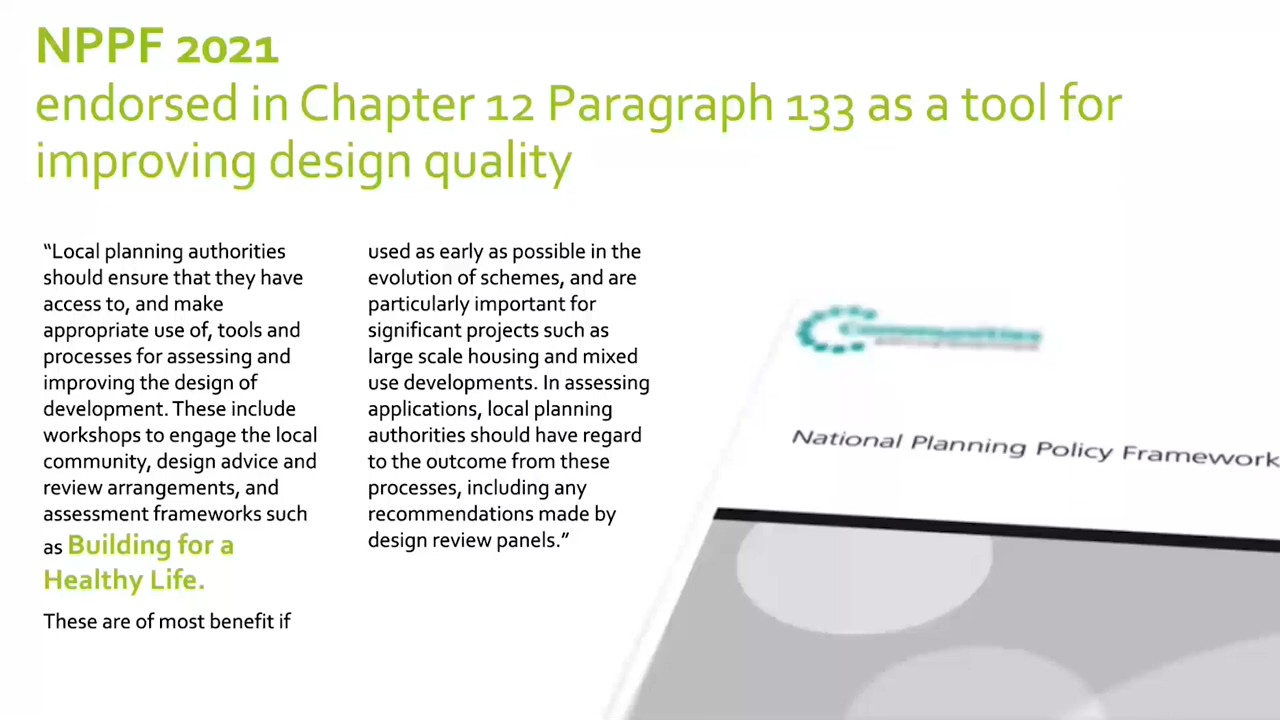 NPPF 2021
endorsed in Chapter 12 Paragraph 133 as a tool for
improving design quality
“Local planning authorities
should ensure that they have
access to, and make
appropriate use of, tools and
processes for assessing and
improving the design of
development. These include
workshops to engage the local
community, design advice and
review arrangements, and
assessment frameworks such
as Building for a
Healthy Life.
These are of most benefit if
used as early as possible in the
evolution of schemes, and are
particularly important for
significant projects such as
large scale housing and mixed
use developments. In assessing
applications, local planning
authorities should have regard
to the outcome from these
processes, including any
recommendations made by
design review panels.”
Communities
National Planning Policy Framework